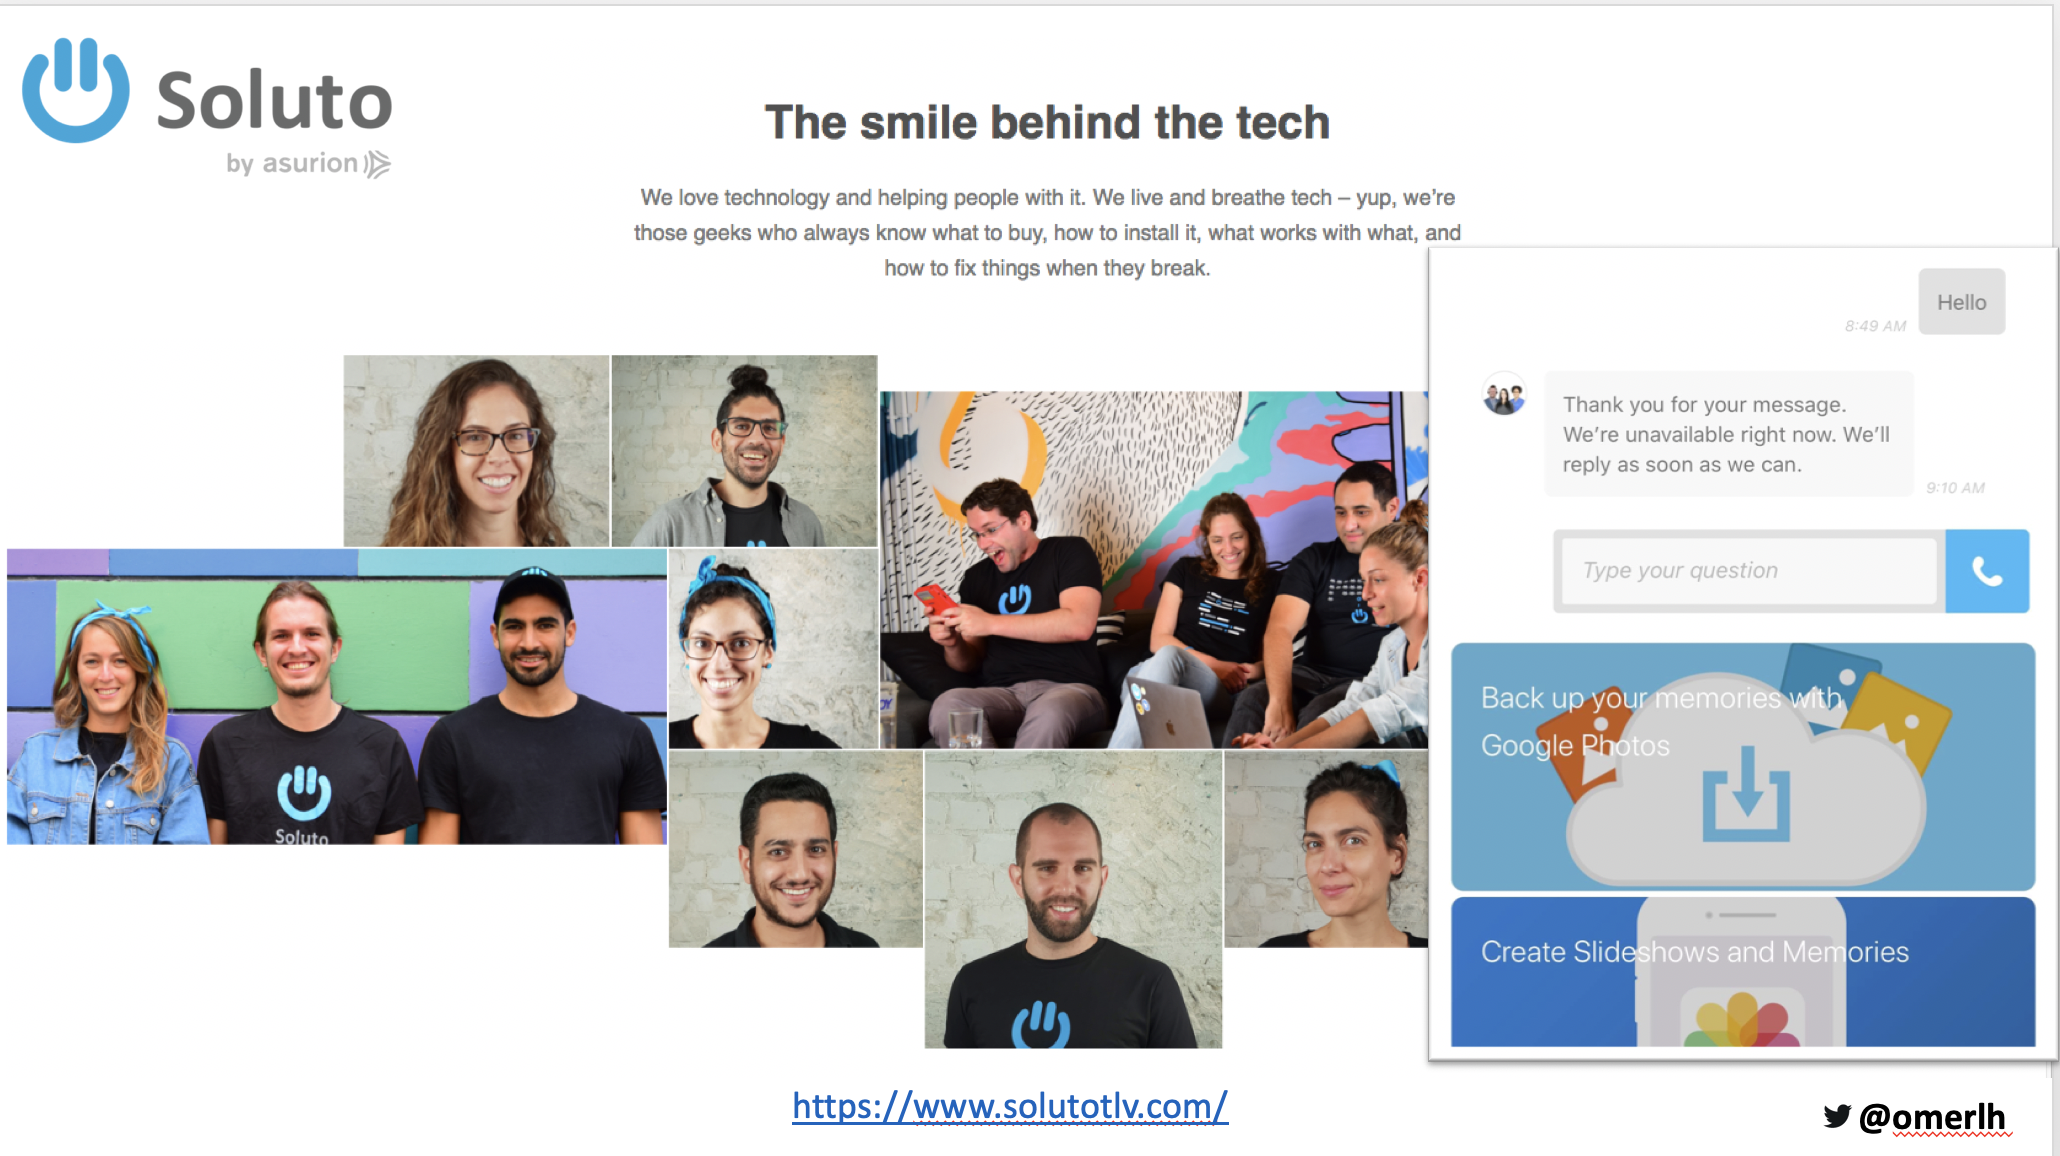 Soluto
by asurion
The smile behind the tech
We love technology and helping people with it. We live and breathe tech – yup, we're
those geeks who always know what to buy, how to install it, what works with what, and
how to fix things when they break.
Hello
8:49 AM
Thank you for your message.
We're unavailable right now. We'll
reply as soon as we can.
9:10 AM
Type your question
Back up your memories with
Google Photos
Create Slideshows and Memories
Soluto
https://www.solutotlv.com/
@omerlh